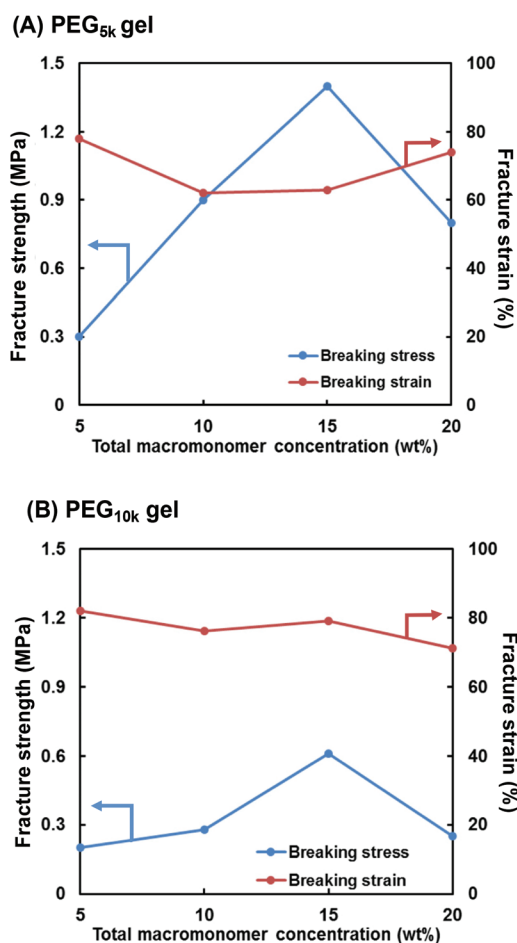 (A) PEG5k gel
1.5
1.2
0.9
0.6
0.3
0
Fracture strength (MPa)
100
80
60
40
20
0
Fracture strain (%)
Breaking stress
Breaking strain
5 10 15 20
Total macromonomer concentration (wt%)
(B) PEG10k gel
1.5
1.2
0.9
0.6
0.3
0
Fracture strength (MPa)
100
80
60
40
20
0
Fracture strain (%)
Breaking stress
Breaking strain
5 10 15 20
Total macromonomer concentration (wt%)